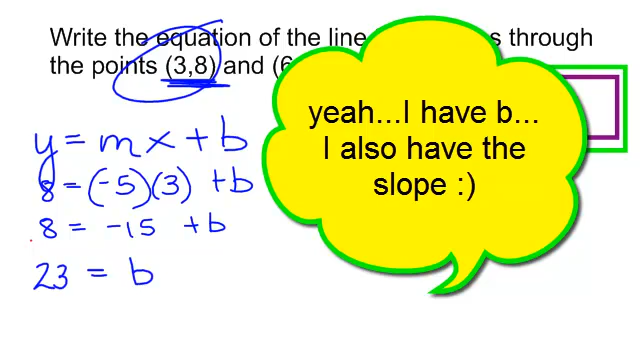 Write the equation of the line through
the points (3,8) and (6
yeah...I have b...
I also have the
slope :)
y = mx + b
8 = (-5)(3) + b
8 = -15 + b
23 = b